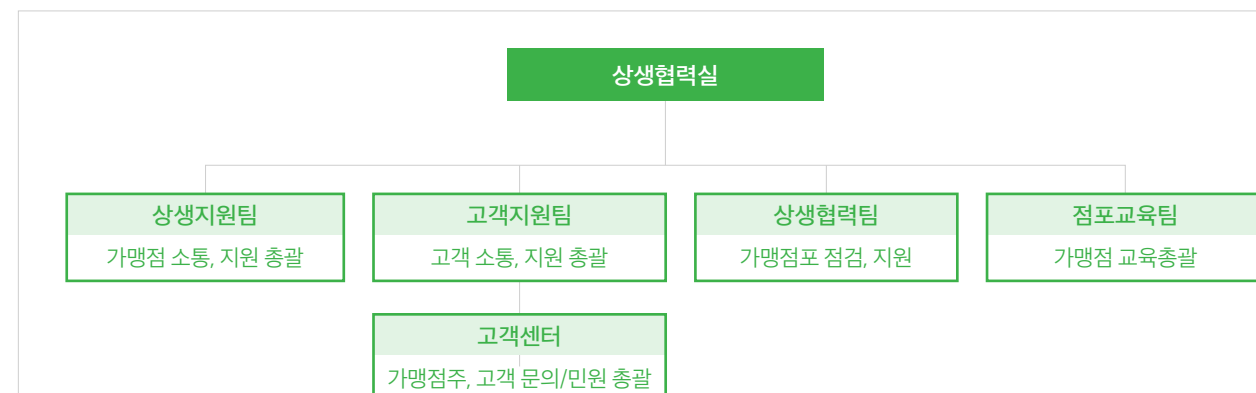 상생협력실
상생지원팀
가맹점 소통, 지원 총괄
고객지원팀
고객 소통, 지원 총괄
상생협력팀
가맹점포 점검, 지원
점포교육팀
가맹점 교육총괄
고객센터
가맹점주, 고객 문의/민원 총괄